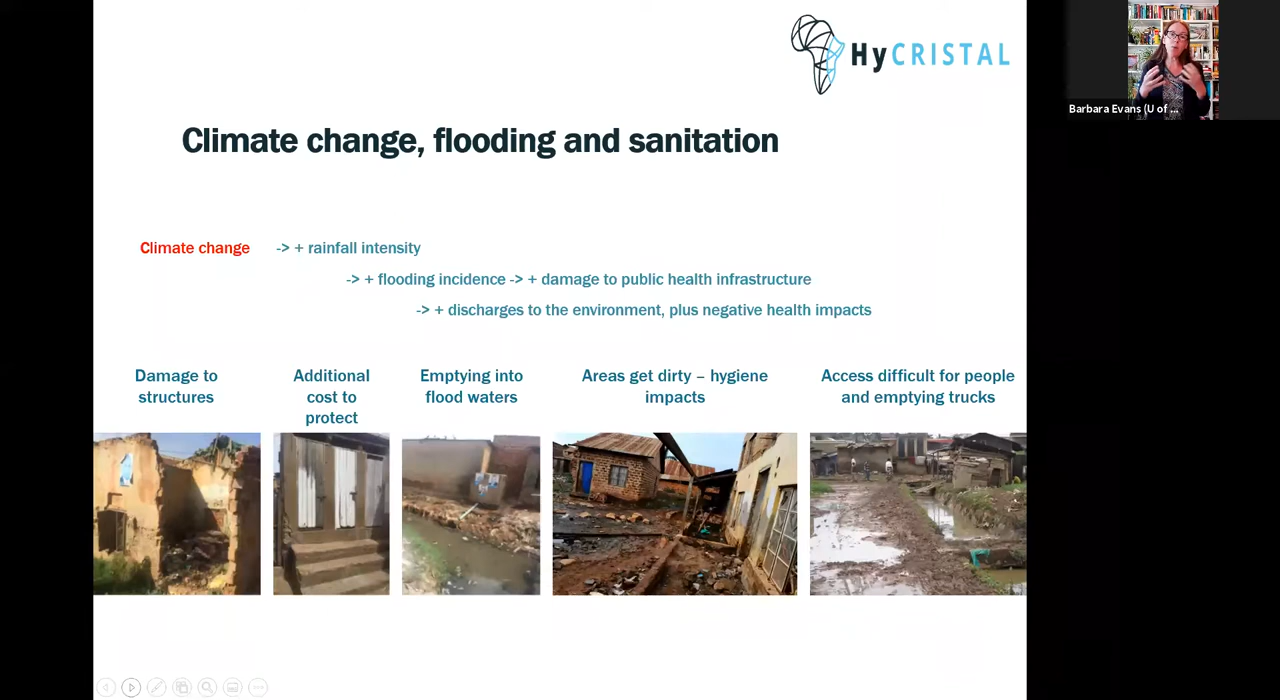 HyCRISTAL
Barbara Evans (U of ...
Climate change, flooding and sanitation
Climate change -> + rainfall intensity
-> + flooding incidence -> + damage to public health infrastructure
-> + discharges to the environment, plus negative health impacts
Damage to
structures
Additional
cost to
protect
Emptying into
flood waters
Areas get dirty – hygiene
impacts
Access difficult for people
and emptying trucks